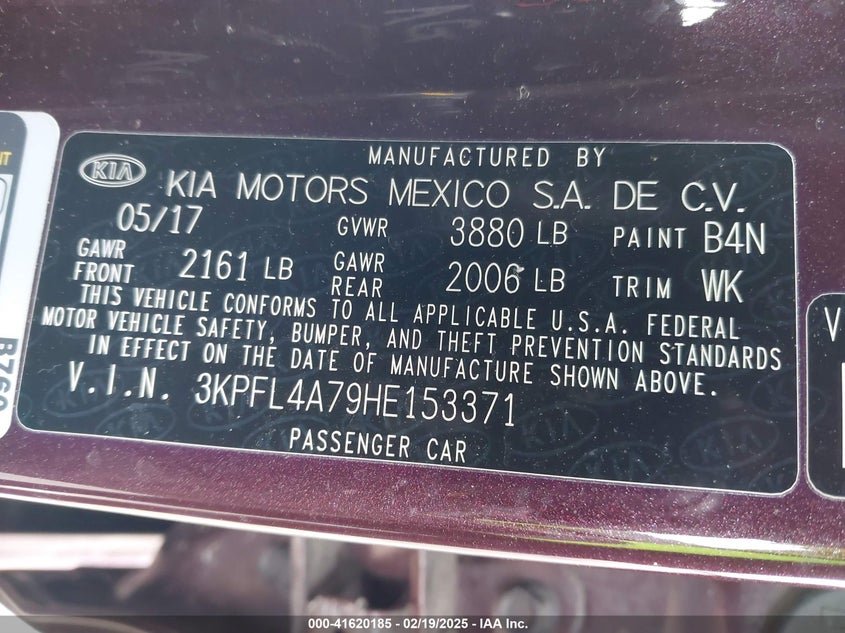 MANUFACTURED BY
KIA KIA MOTORS MEXICO S.A. DE C.V.
05/17 GVWR 3880 LB PAINT B4N
GAWR FRONT 2161 LB GAWR REAR 2006 LB TRIM WK
THIS VEHICLE CONFORMS TO ALL APPLICABLE U.S.A. FEDERAL
MOTOR VEHICLE SAFETY, BUMPER, AND THEFT PREVENTION STANDARDS
IN EFFECT ON THE DATE OF MANUFACTURE SHOWN ABOVE.
V.I.N. 3KPFL4A79HE153371
PASSENGER CAR
000-41620185 - 02/19/2025 - IAAI.COM